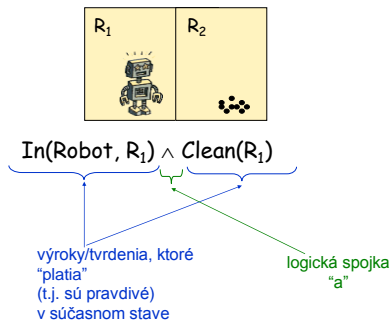 R₁ R₂
In(Robot, R₁) ∧ Clean(R₁)
výroky/tvrdenia, ktoré
“platia”
(t.j. sú pravdivé)
v súčasnom stave
logická spojka
“a”